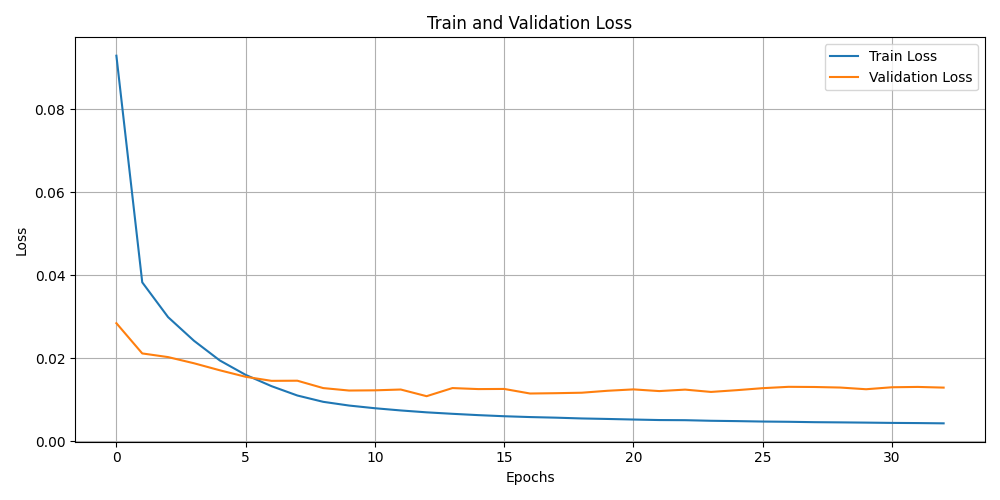 Train and Validation Loss
Train Loss
Validation Loss
Loss
0.08
0.06
0.04
0.02
0.00
0 5 10 15 20 25 30
Epochs